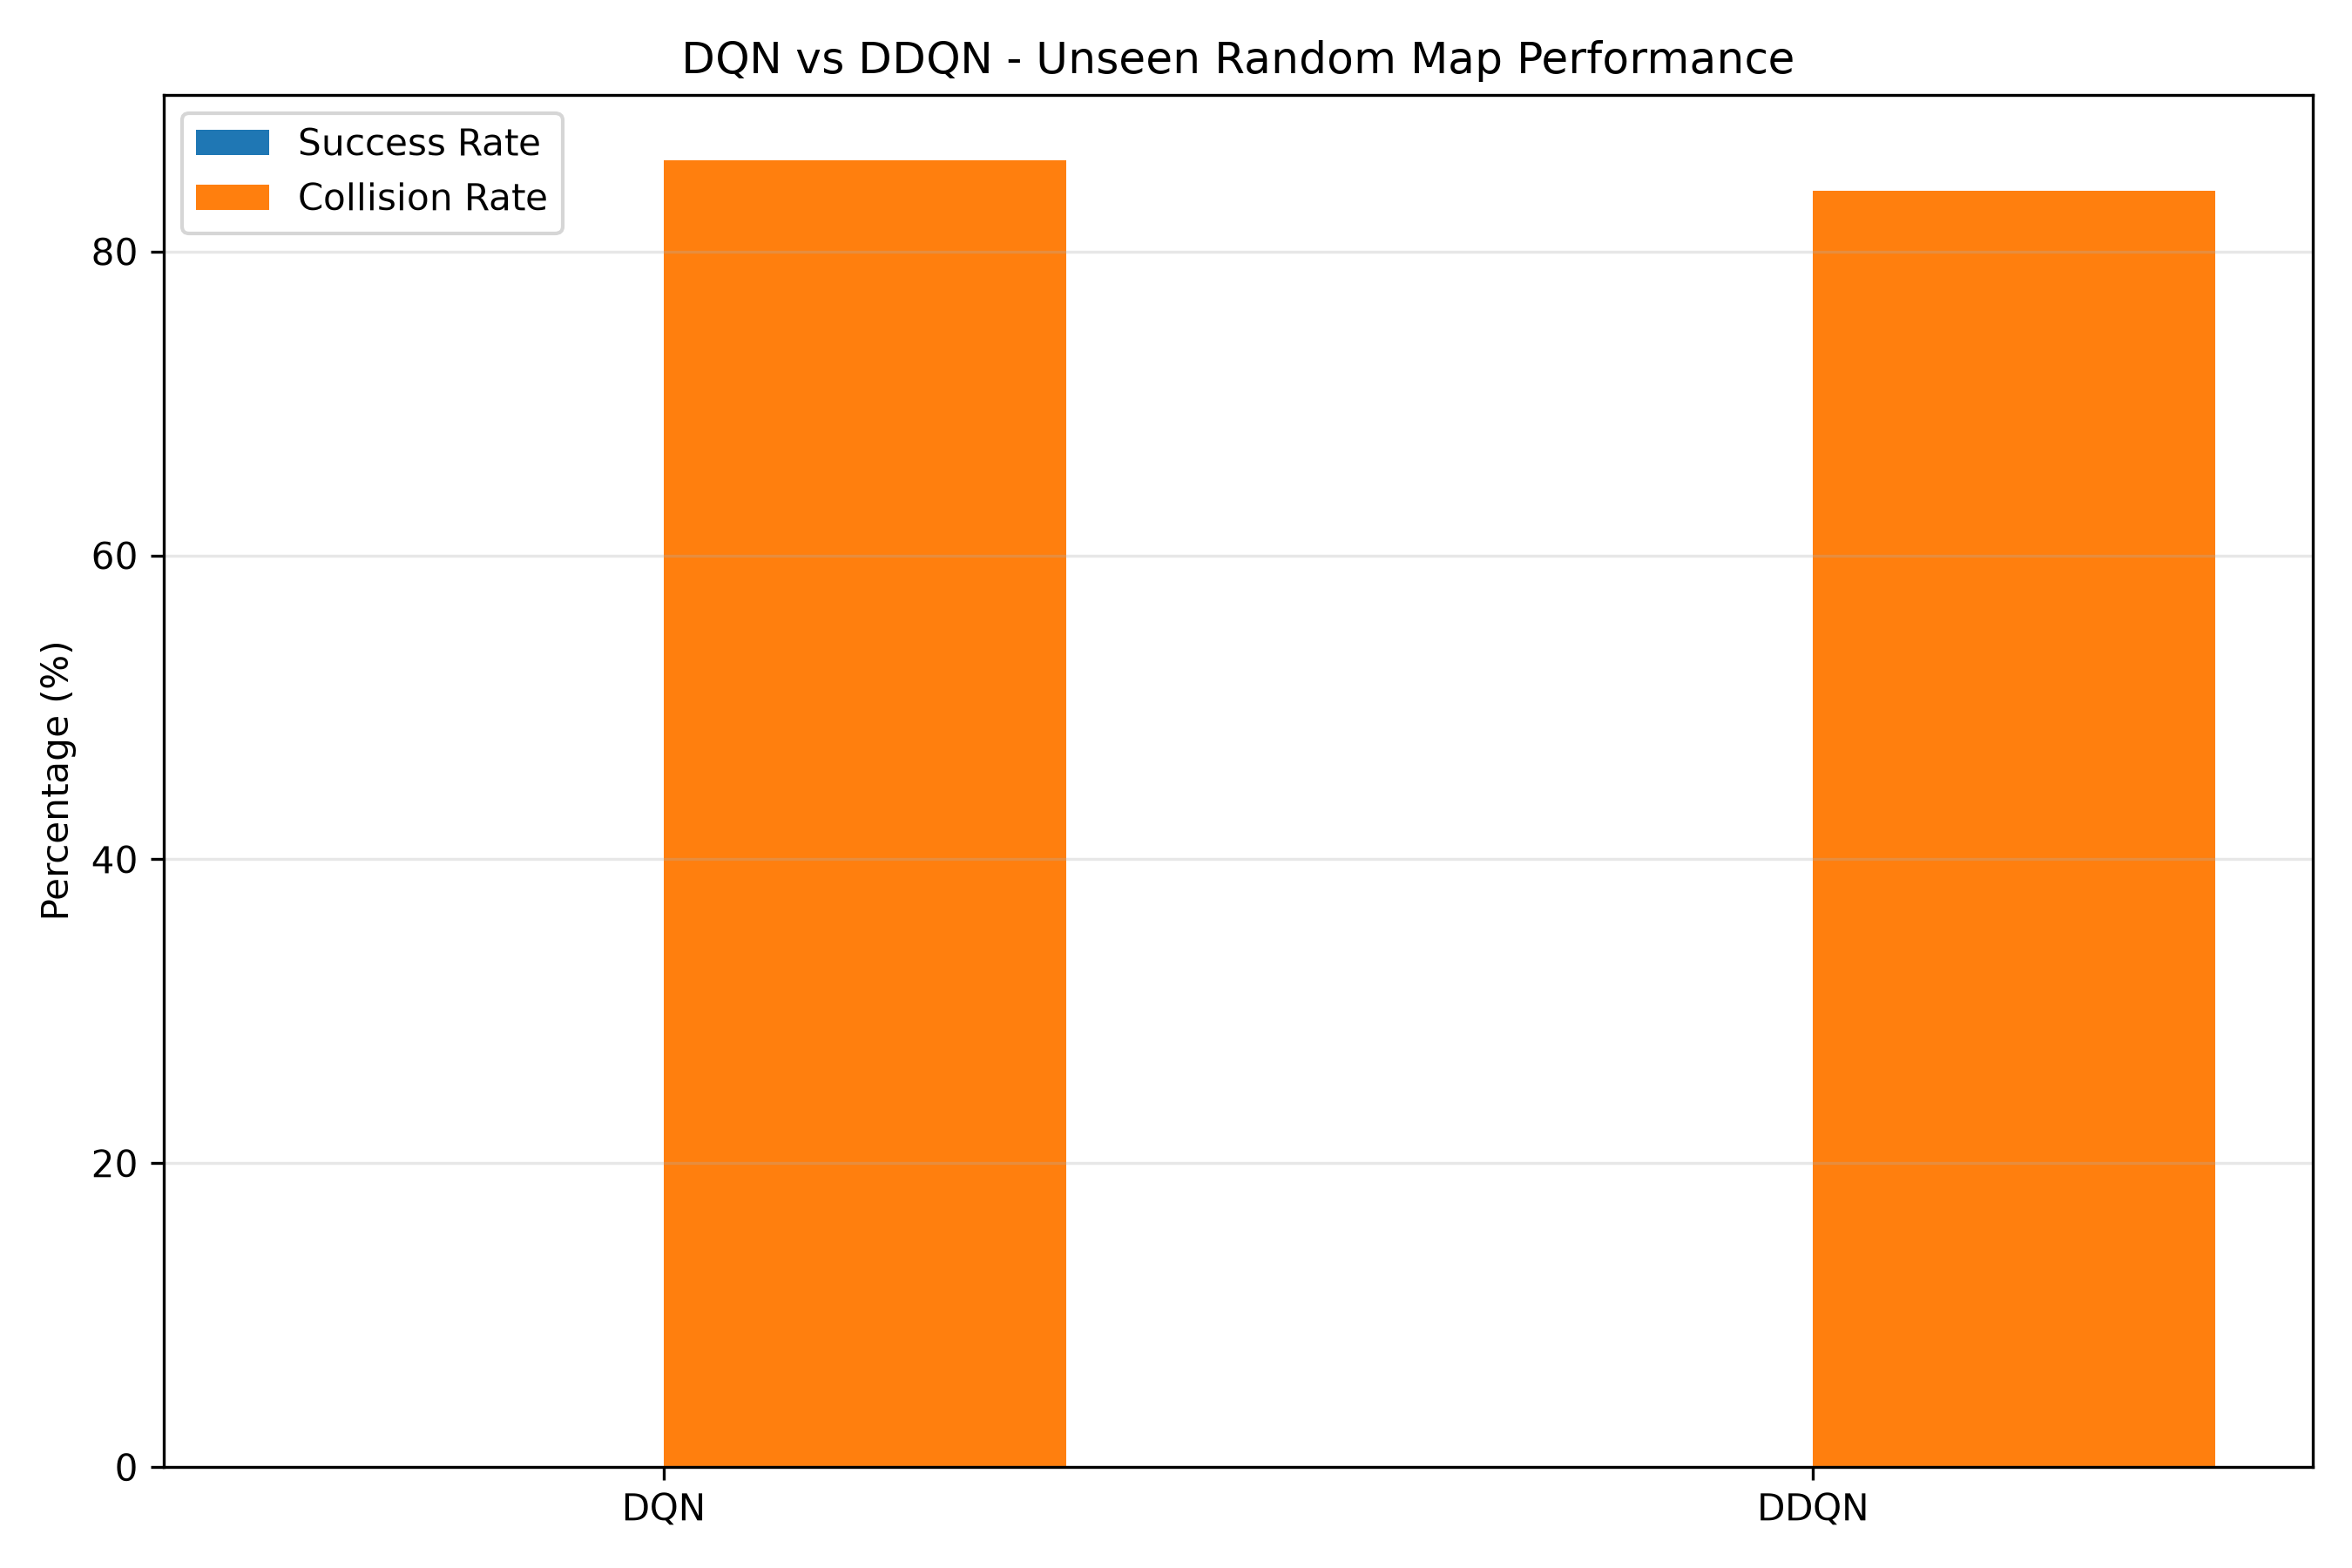 DQN vs DDQN - Unseen Random Map Performance
Success Rate
Collision Rate
Percentage (%)
80
60
40
20
0
DQN
DDQN